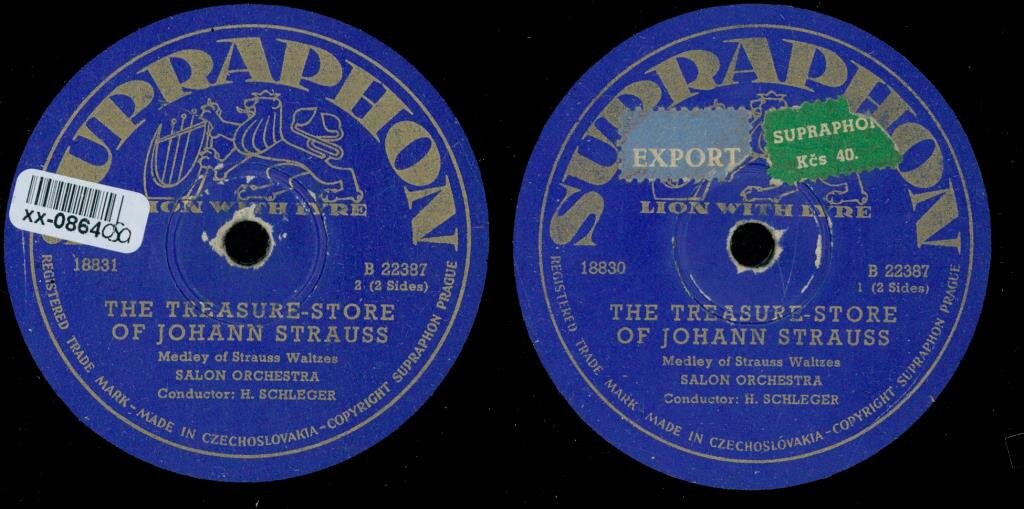 SUPRAPHON
LION WITH LYRE
18831
B 22387
2 (2 Sides)
THE TREASURE-STORE
OF JOHANN STRAUSS
Medley of Strauss Waltzes
SALON ORCHESTRA
Conductor: H. SCHLEGER
REGISTERED TRADE MARK - MADE IN CZECHOSLOVAKIA - COPYRIGHT SUPRAPHON PRAGUE
SUPRAPHON
EXPORT
SUPRAPHON
Kčs 40.
LION WITH LYRE
18830
B 22387
1 (2 Sides)
THE TREASURE-STORE
OF JOHANN STRAUSS
Medley of Strauss Waltzes
SALON ORCHESTRA
Conductor: H. SCHLEGER
REGISTERED TRADE MARK - MADE IN CZECHOSLOVAKIA - COPYRIGHT SUPRAPHON PRAGUE